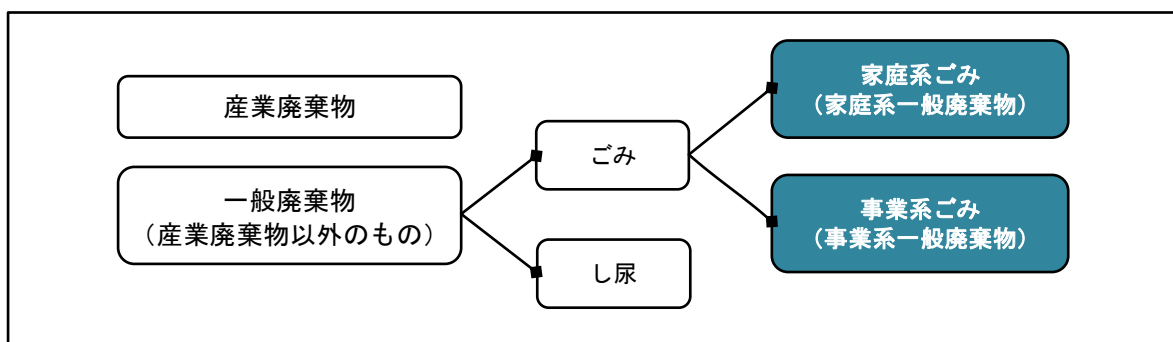 産業廃棄物
一般廃棄物
（産業廃棄物以外のもの）
ごみ
し尿
家庭系ごみ
（家庭系一般廃棄物）
事業系ごみ
（事業系一般廃棄物）